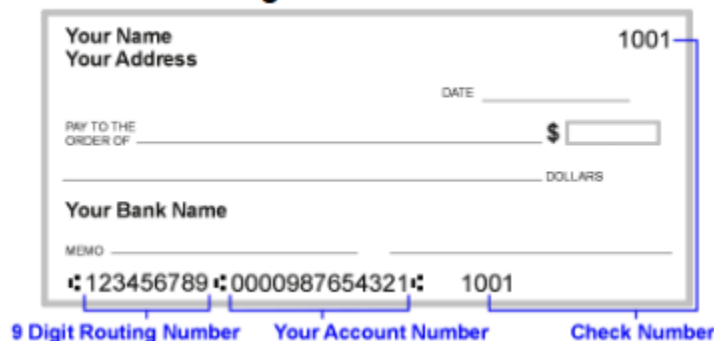 Your Name 1001
Your Address
DATE
PAY TO THE
ORDER OF $
DOLLARS
Your Bank Name
MEMO
⑆123456789⑆0000987654321⑆ 1001
9 Digit Routing Number Your Account Number Check Number